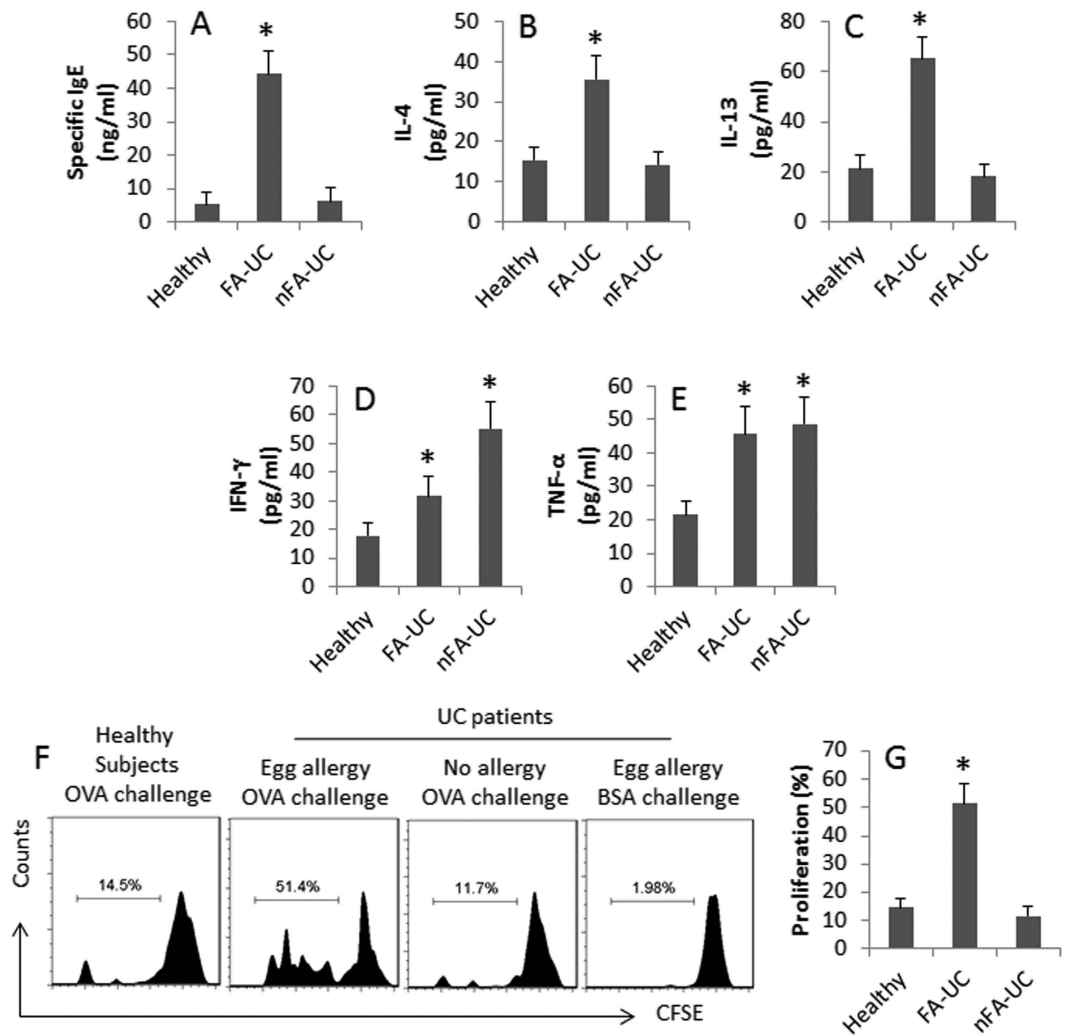 A
Specific IgE
(ng/ml)
60
50
40
30
20
10
0
*
Healthy
FA-UC
nFA-UC
B
IL-4
(pg/ml)
50
40
30
20
10
0
*
Healthy
FA-UC
nFA-UC
C
IL-13
(pg/ml)
80
60
40
20
0
*
Healthy
FA-UC
nFA-UC
D
IFN-γ
(pg/ml)
70
60
50
40
30
20
10
0
*
*
Healthy
FA-UC
nFA-UC
E
TNF-α
(pg/ml)
60
50
40
30
20
10
0
*
*
Healthy
FA-UC
nFA-UC
F
Healthy
Subjects
OVA challenge
UC patients
Egg allergy
OVA challenge
No allergy
OVA challenge
Egg allergy
BSA challenge
Counts
14.5%
51.4%
11.7%
1.98%
CFSE
G
Proliferation (%)
70
60
50
40
30
20
10
0
*
Healthy
FA-UC
nFA-UC